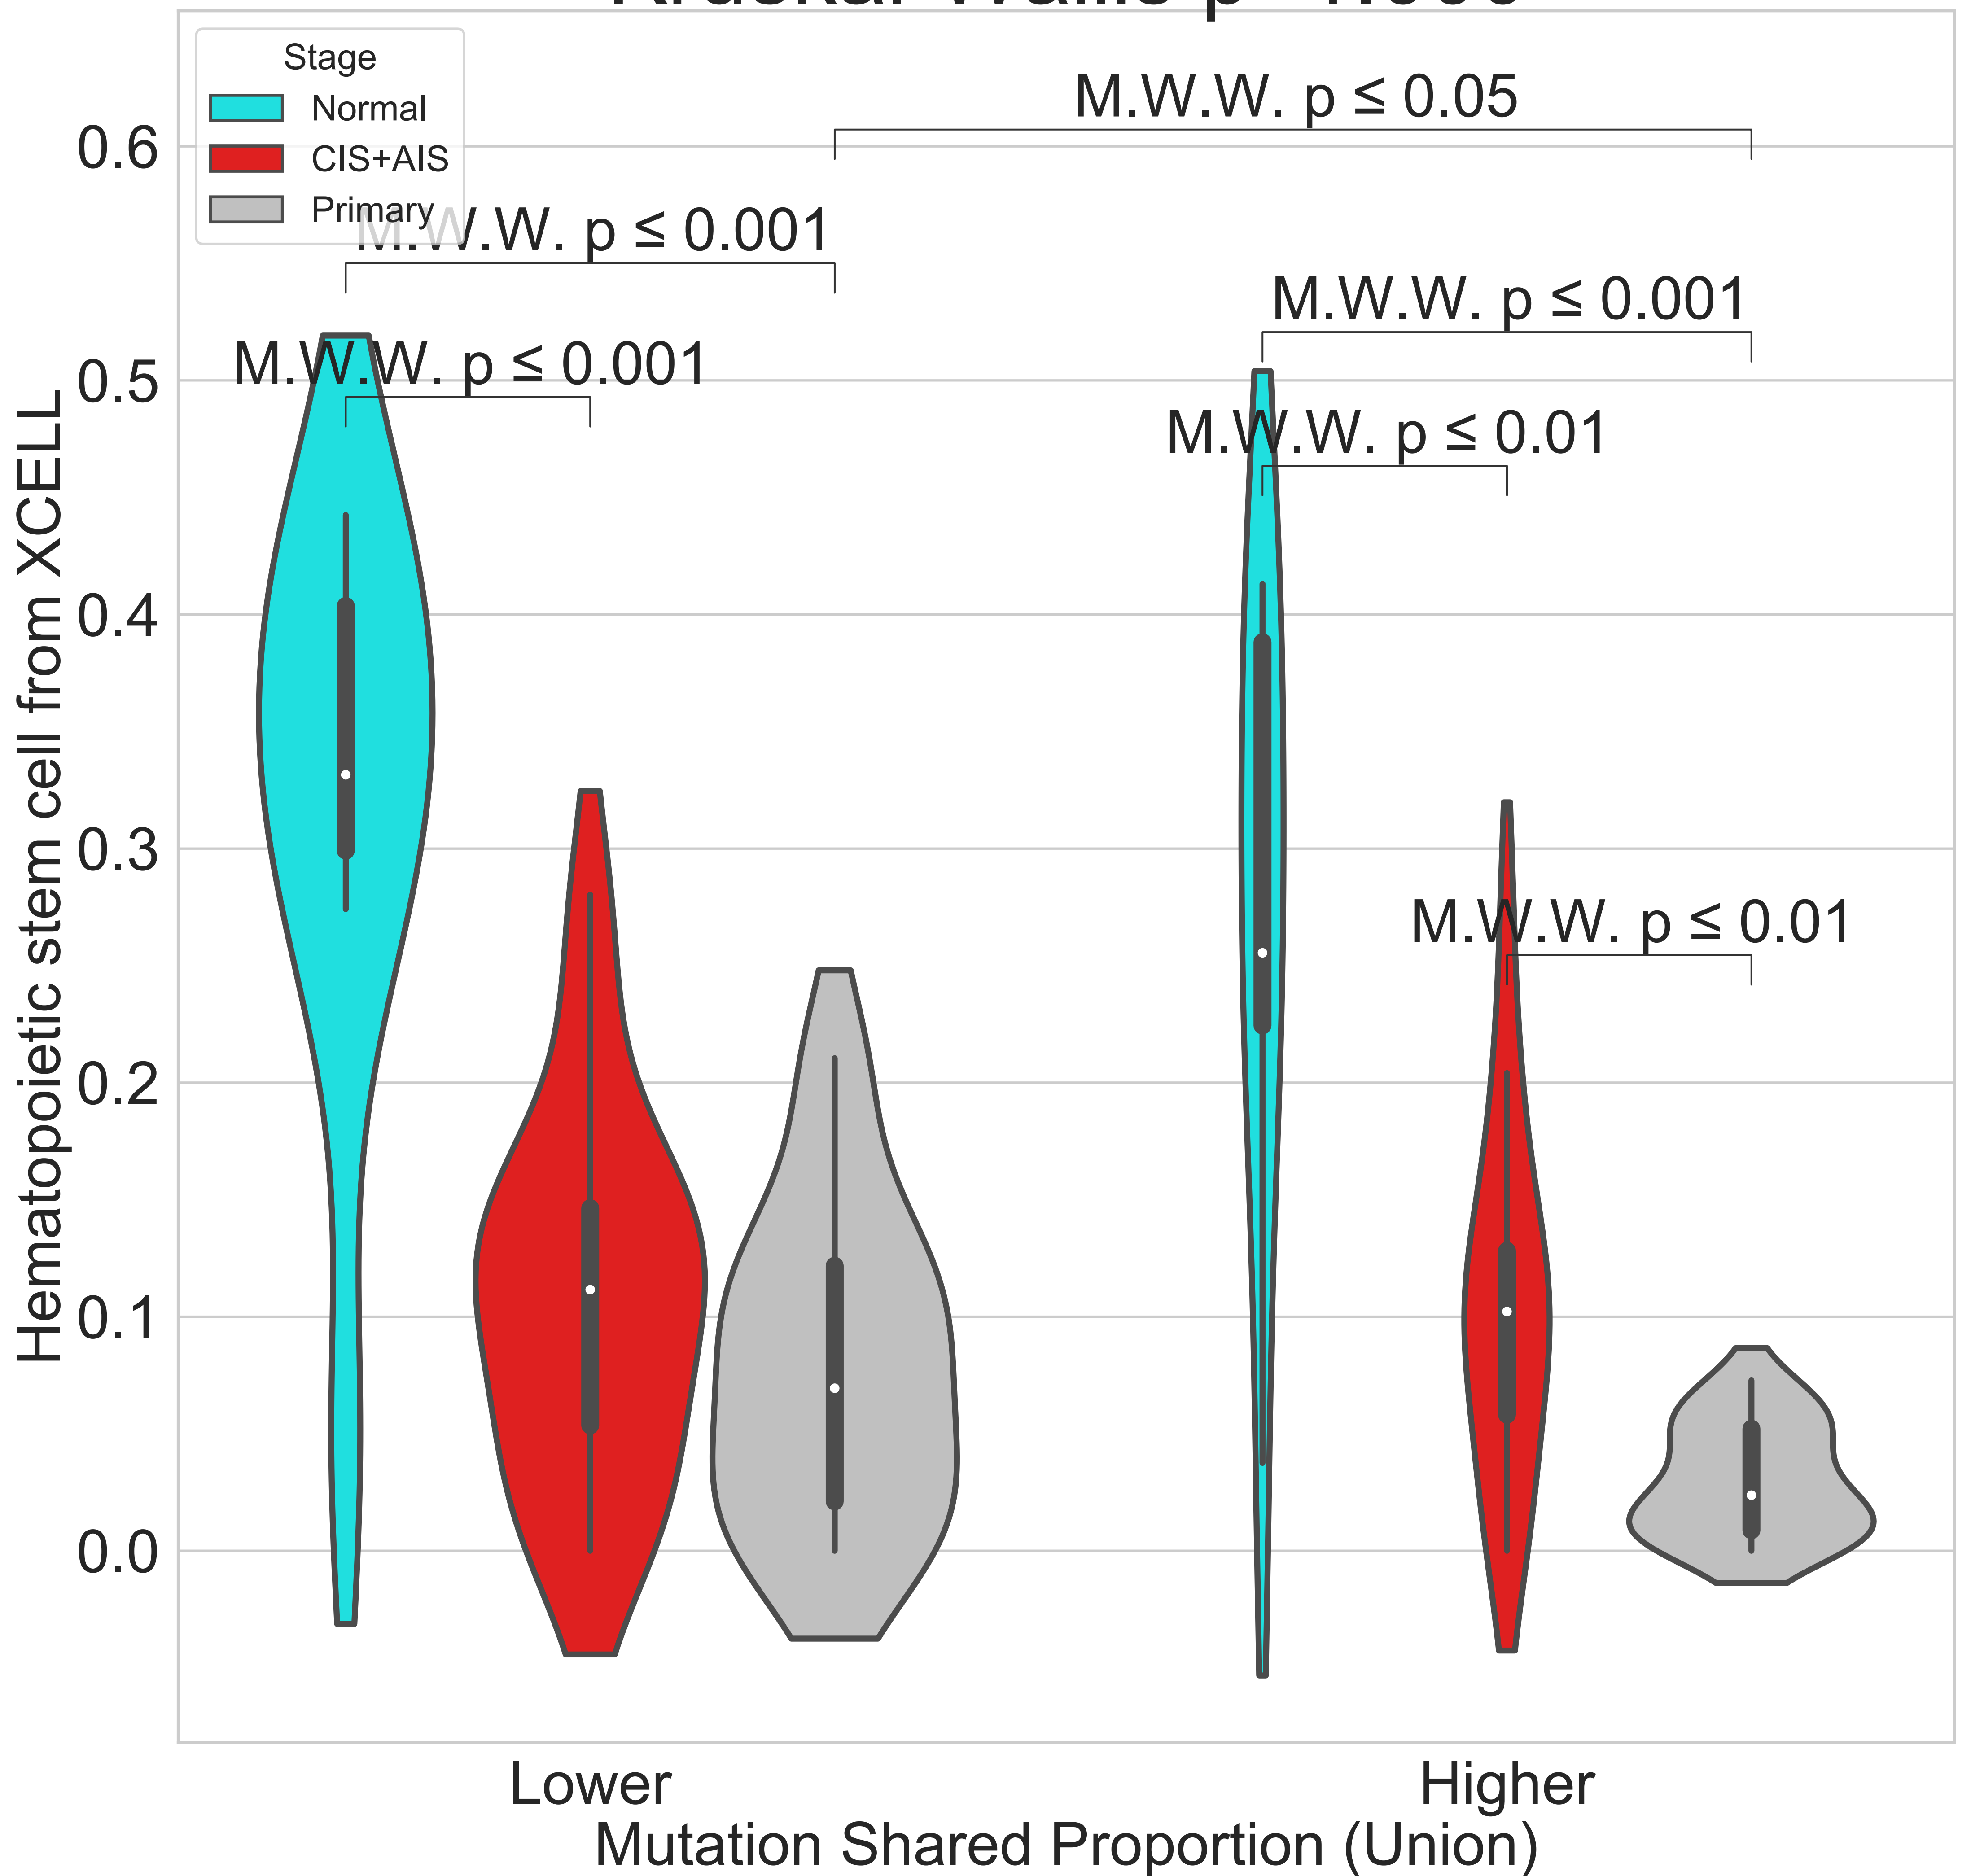 Stage
Normal
CIS+AIS
Primary
M.W.W. p ≤ 0.05
M.W.W. p ≤ 0.001
M.W.W. p ≤ 0.001
M.W.W. p ≤ 0.001
M.W.W. p ≤ 0.01
M.W.W. p ≤ 0.01
0.6
0.5
0.4
0.3
0.2
0.1
0.0
Hematopoietic stem cell from XCELL
Lower
Higher
Mutation Shared Proportion (Union)